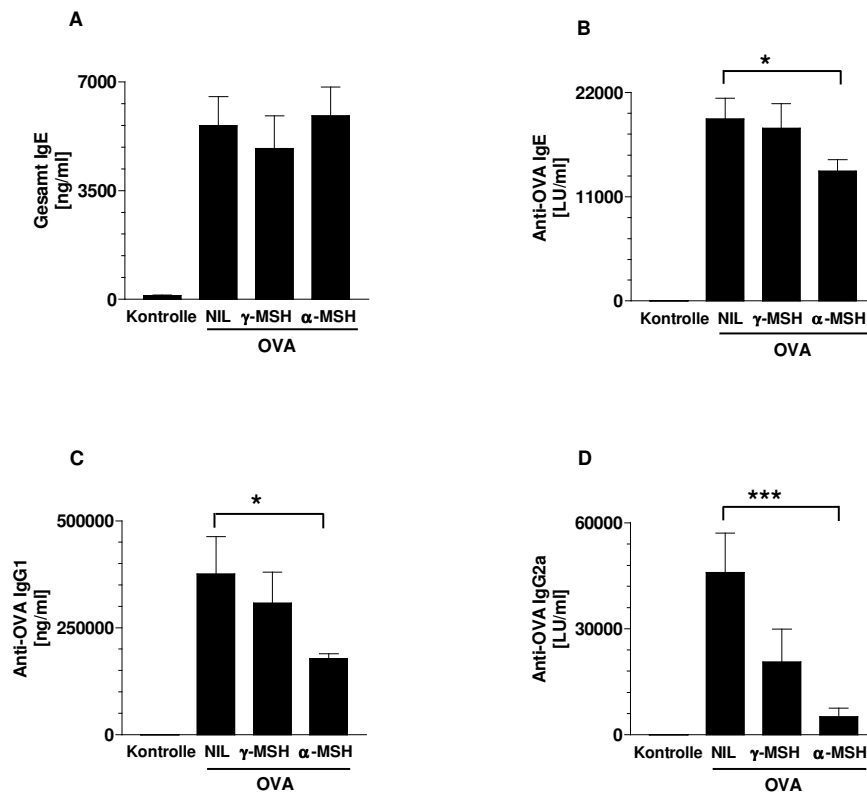 A
Gesamt IgE
[ng/ml]
7000
3500
0
Kontrolle NIL γ-MSH α-MSH
OVA
B
*
Anti-OVA IgE
[LU/ml]
22000
11000
0
Kontrolle NIL γ-MSH α-MSH
OVA
C
*
Anti-OVA IgG1
[ng/ml]
500000
250000
0
Kontrolle NIL γ-MSH α-MSH
OVA
D
***
Anti-OVA IgG2a
[LU/ml]
60000
30000
0
Kontrolle NIL γ-MSH α-MSH
OVA